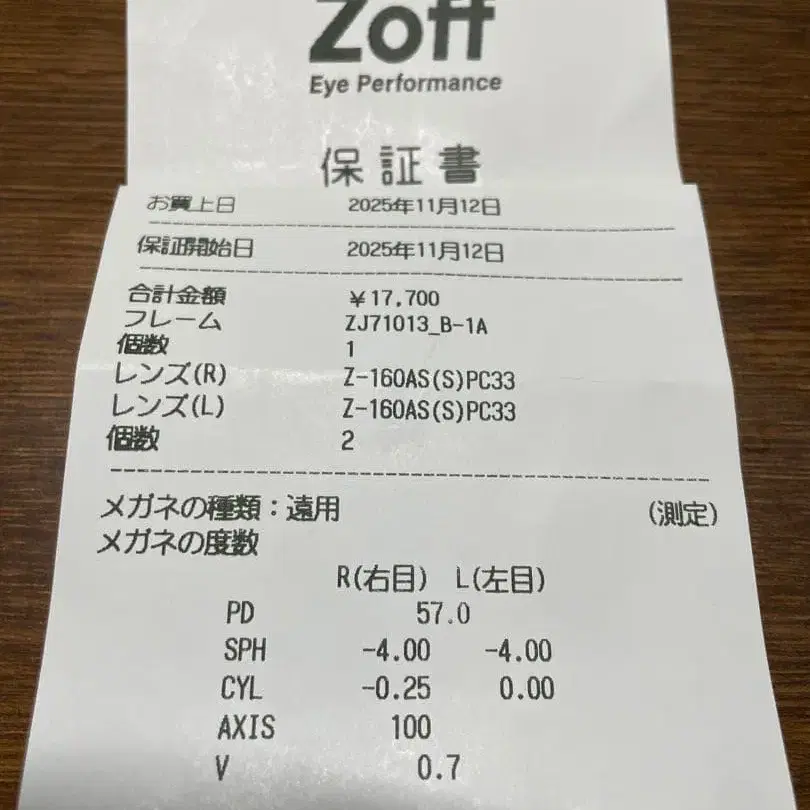 Zoff
Eye Performance
保証書
お買上日 2025年11月12日
保証開始日 2025年11月12日
合計金額 ¥17,700
フレーム ZJ71013_B-1A
個数 1
レンズ(R) Z-160AS(S)PC33
レンズ(L) Z-160AS(S)PC33
個数 2
メガネの種類：遠用 (測定)
メガネの度数
R(右目) L(左目)
PD 57.0
SPH -4.00 -4.00
CYL -0.25 0.00
AXIS 100
V 0.7